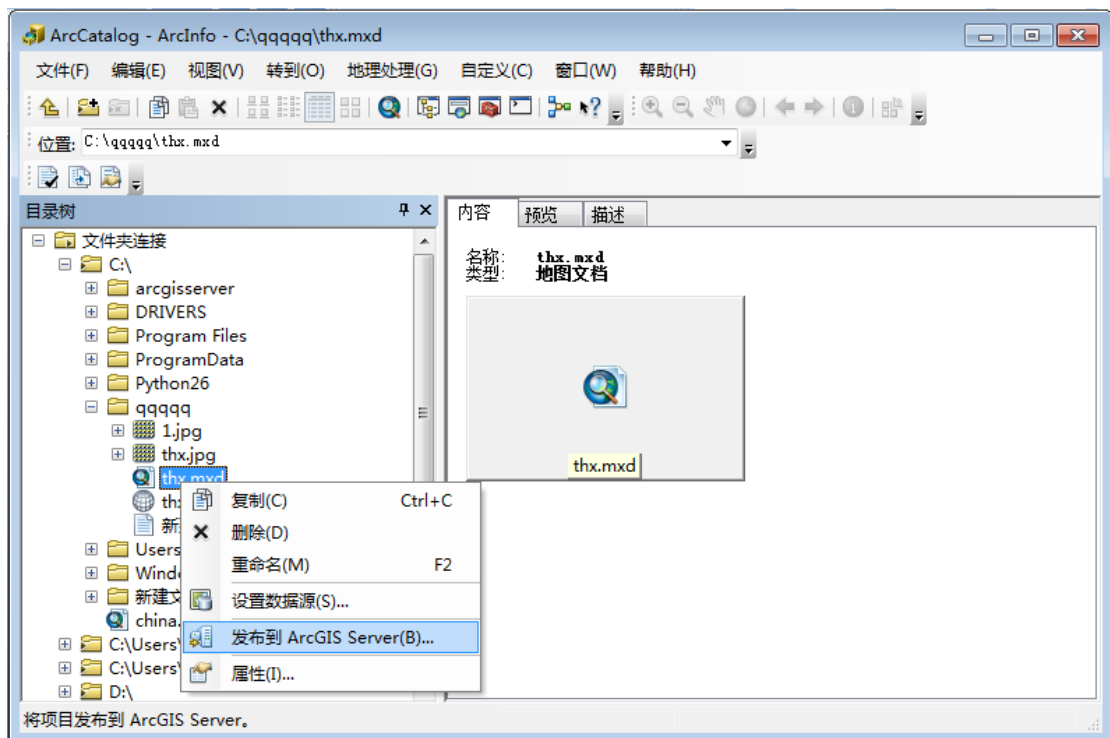 ArcCatalog - ArcInfo - C:\qqqqq\thx.mxd
文件(F) 编辑(E) 视图(V) 转到(O) 地理处理(G) 自定义(C) 窗口(W) 帮助(H)
位置: C:\qqqqq\thx.mxd
目录树
文件夹连接
C:\
arcgisserver
DRIVERS
Program Files
ProgramData
Python26
qqqqq
1.jpg
thx.jpg
thx.mxd
Users
C:\Users
C:\Users
D:\
复制(C) Ctrl+C
删除(D)
重命名(M) F2
设置数据源(S)...
发布到 ArcGIS Server(B)...
属性(I)...
内容 预览 描述
名称: thx.mxd
类型: 地图文档
thx.mxd
将项目发布到 ArcGIS Server。